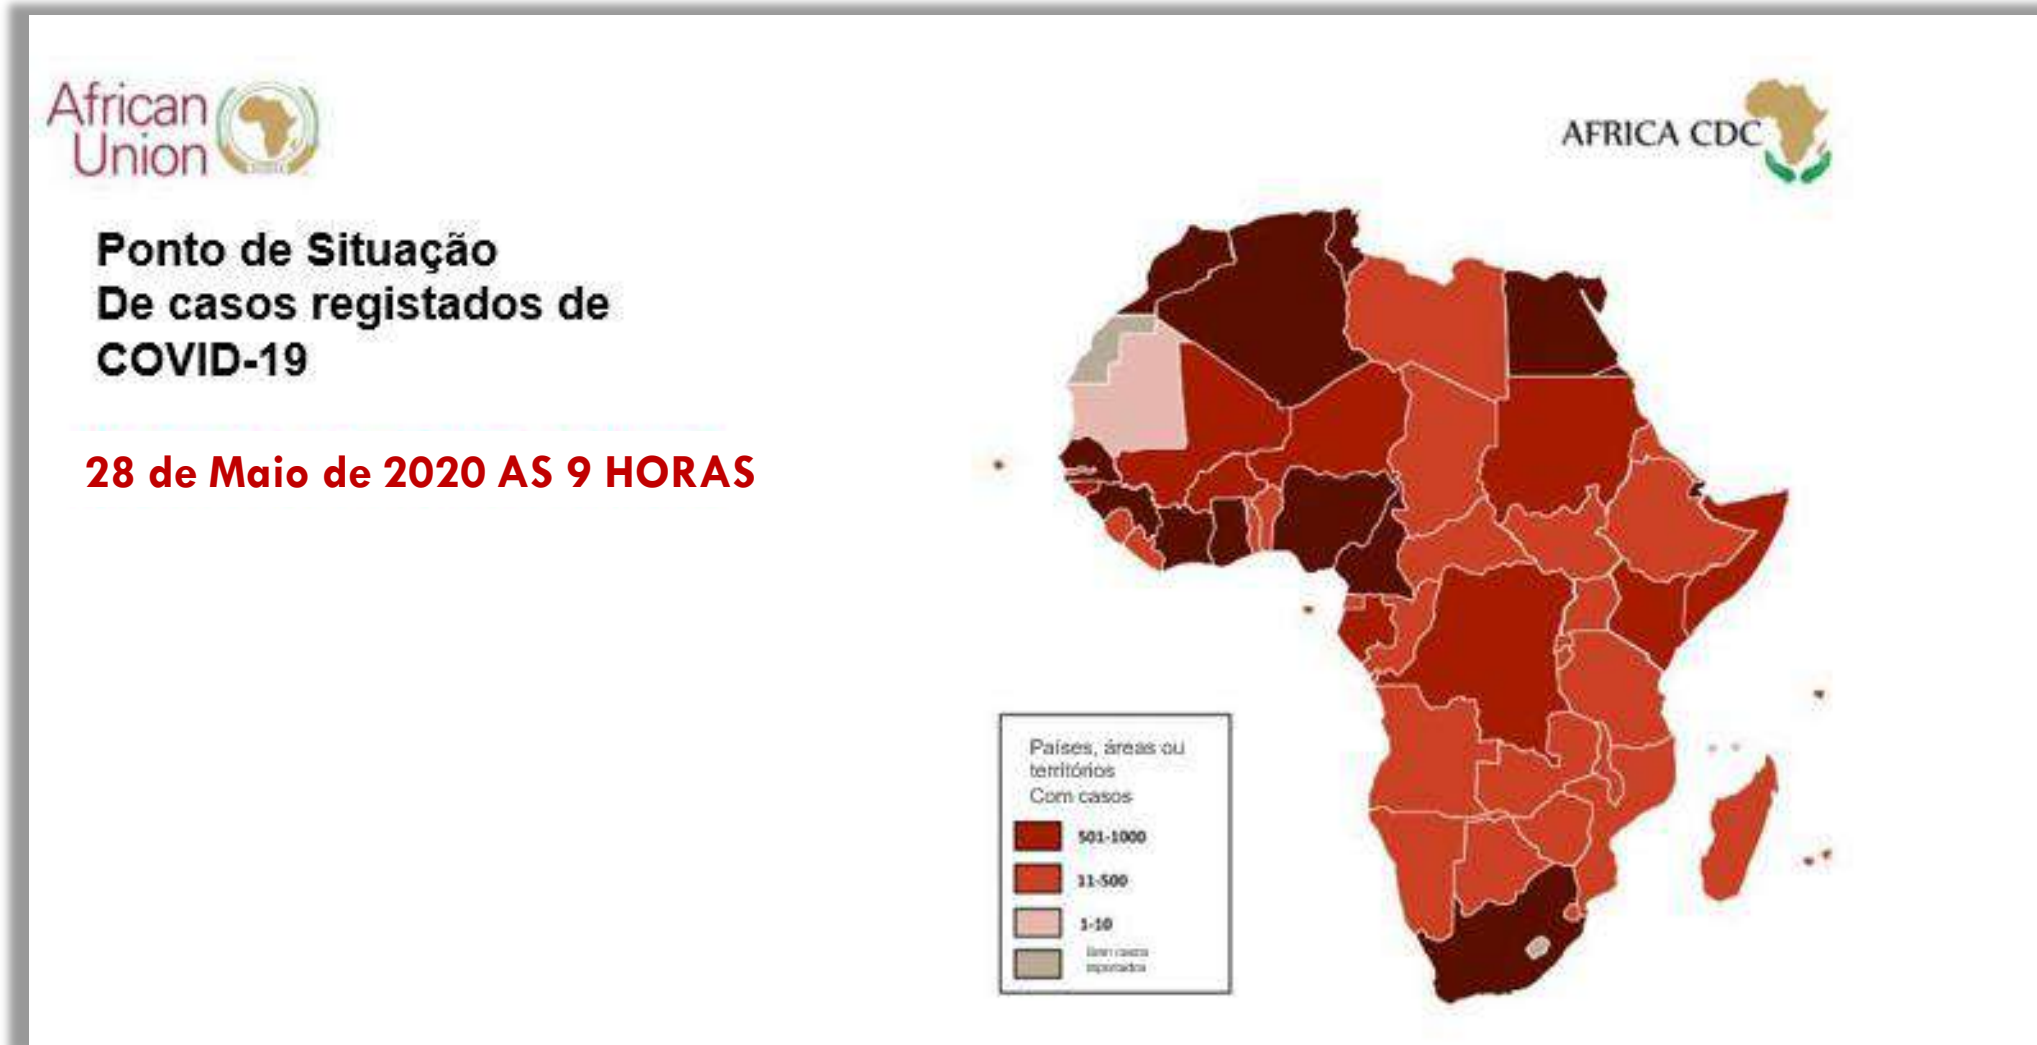 African
Union
AFRICA CDC
Ponto de Situação
De casos registados de
COVID-19
28 de Maio de 2020 AS 9 HORAS
Países, áreas ou
territórios
Com casos
501-1000
11-500
1-10